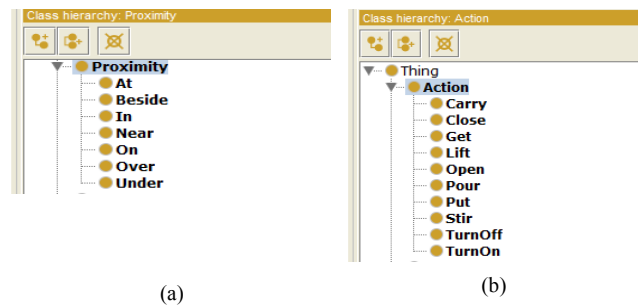 Class hierarchy: Proximity
Proximity
At
Beside
In
Near
On
Over
Under
(a)
Class hierarchy: Action
Thing
Action
Carry
Close
Get
Lift
Open
Pour
Put
Stir
TurnOff
TurnOn
(b)